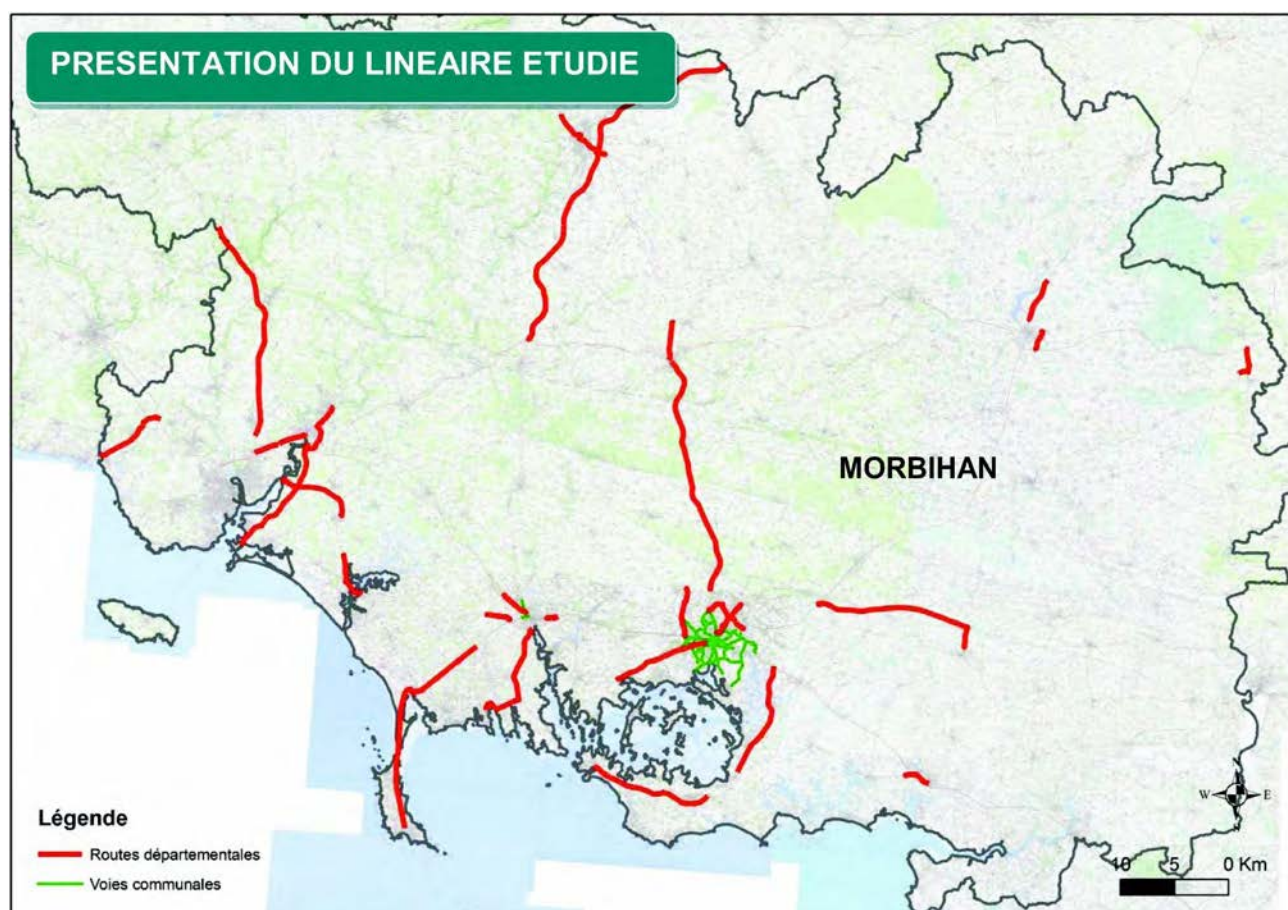 PRESENTATION DU LINEAIRE ETUDIE
MORBIHAN
Légende
Routes départementales
Voies communales
W E
10 5 0 Km